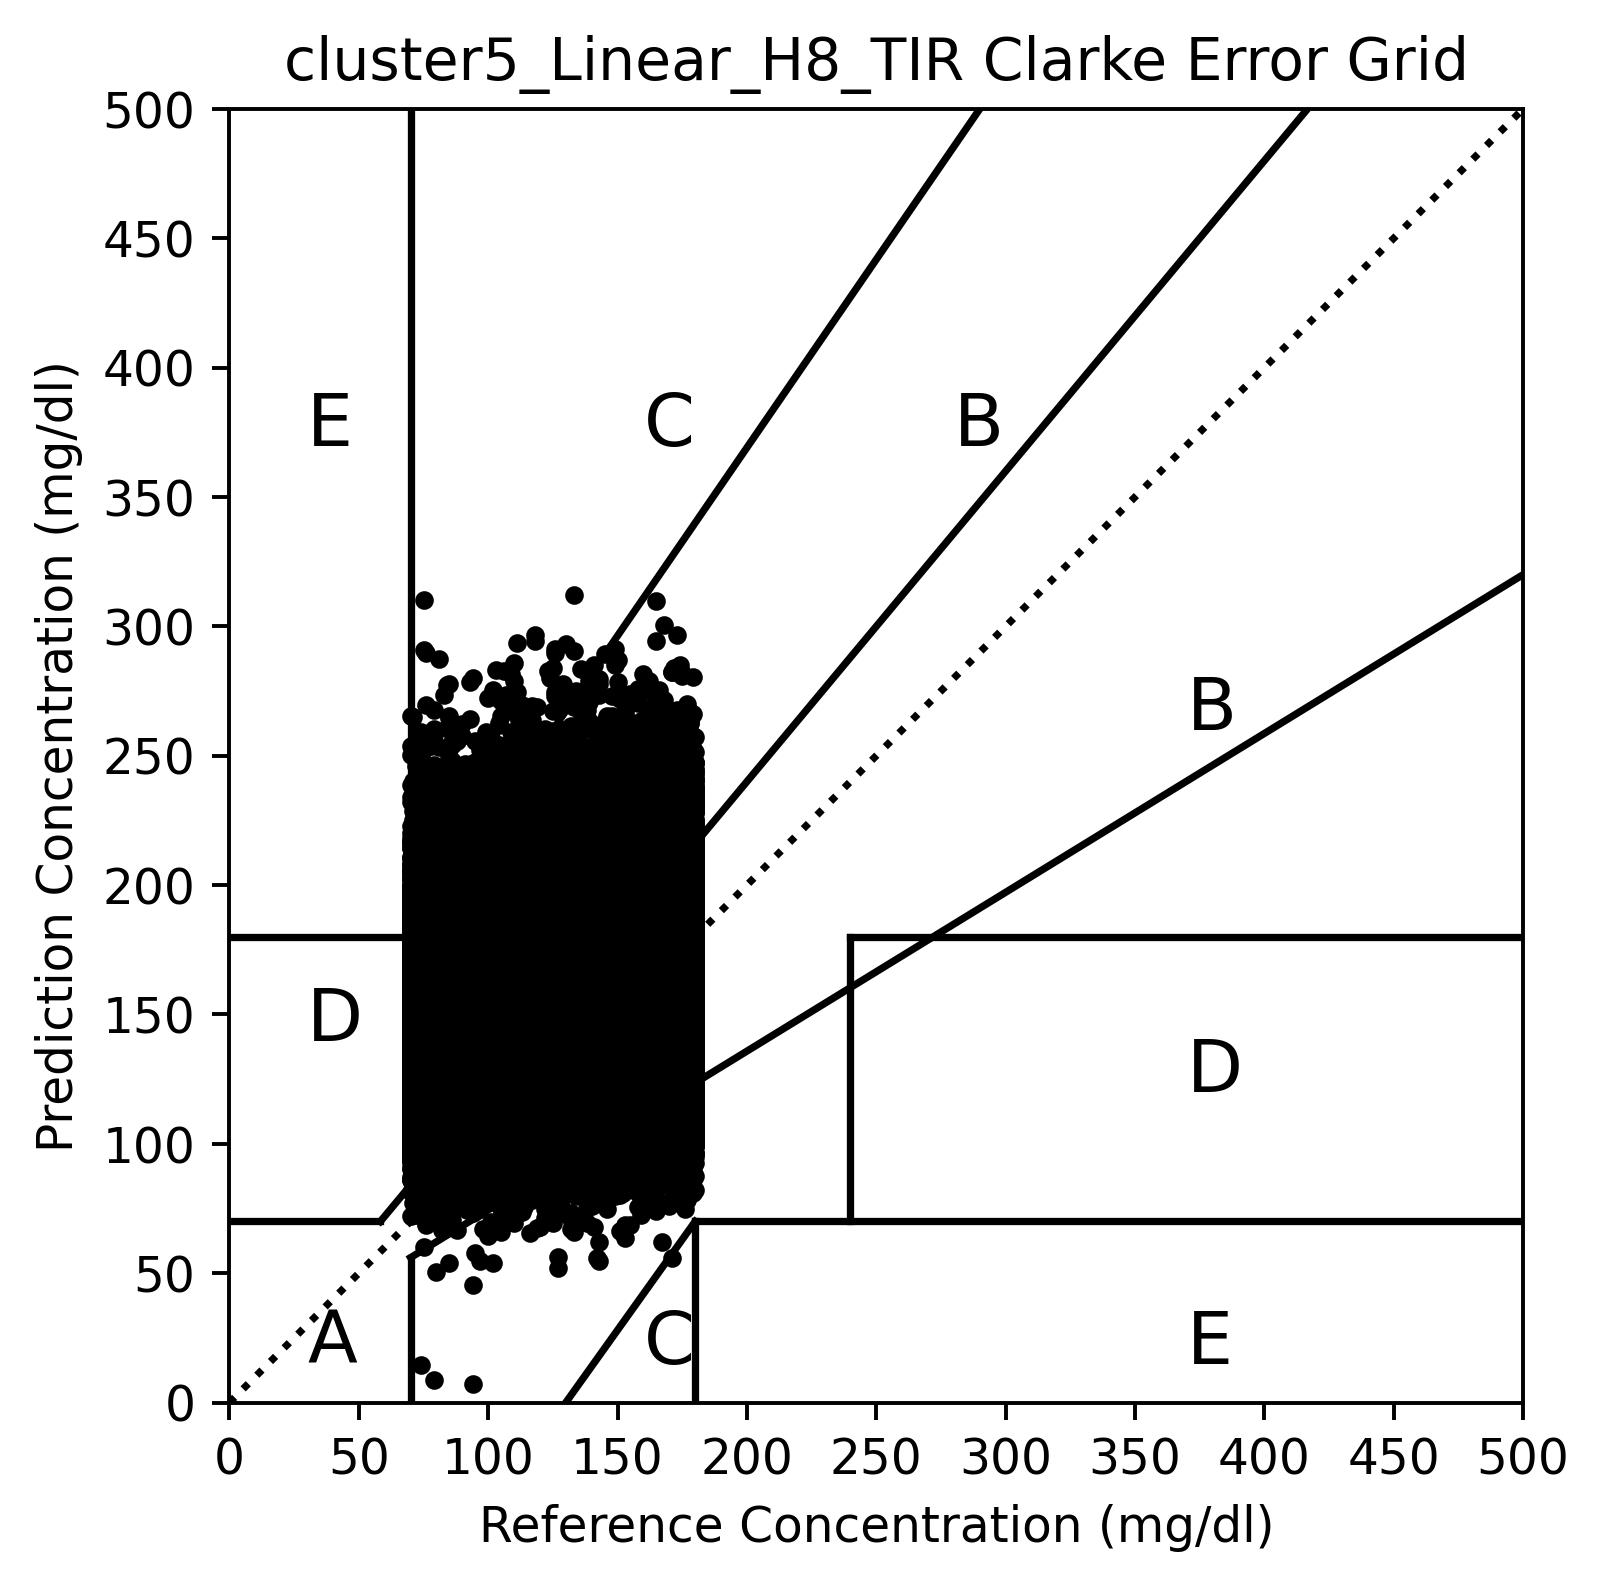 cluster5_Linear_H8_TIR Clarke Error Grid
500
450
400
350
300
250
200
150
100
50
0
Prediction Concentration (mg/dl)
E
C
B
B
D
D
A
C
E
0 50 100 150 200 250 300 350 400 450 500
Reference Concentration (mg/dl)